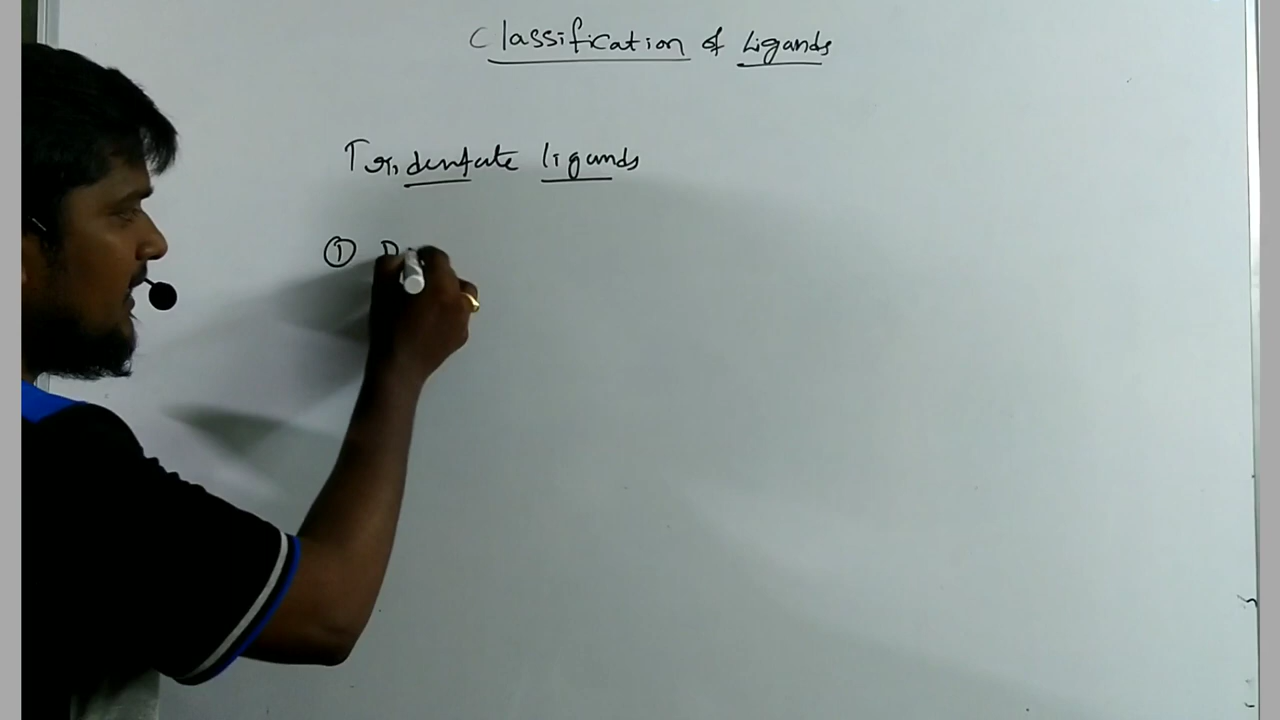 Classification of Ligands
Tridentate ligands
① D